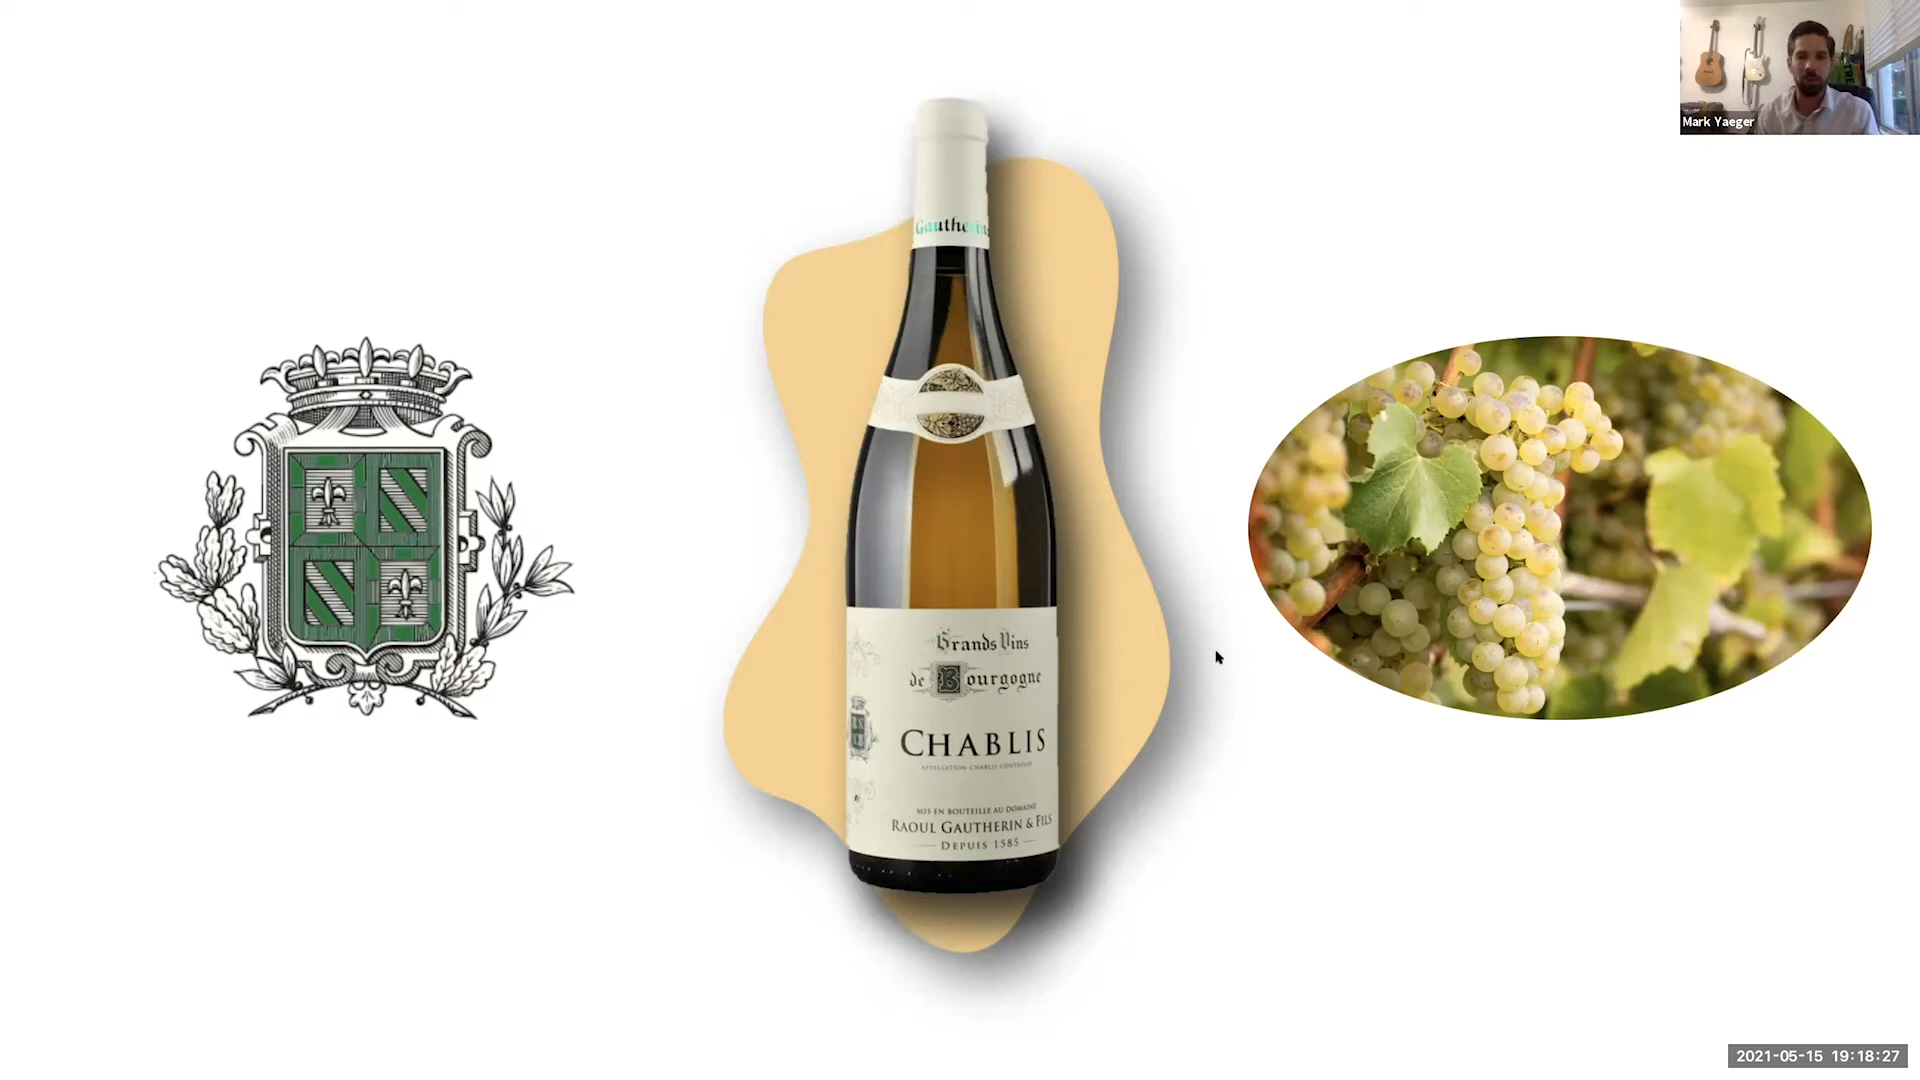 Mark Yaeger
Gautherin
Grands Vins
de Bourgogne
CHABLIS
APPELLATION CHABLIS CONTRÔLÉE
MIS EN BOUTEILLE AU DOMAINE
RAOUL GAUTHERIN & FILS
DEPUIS 1585
2021-05-15 19:18:27